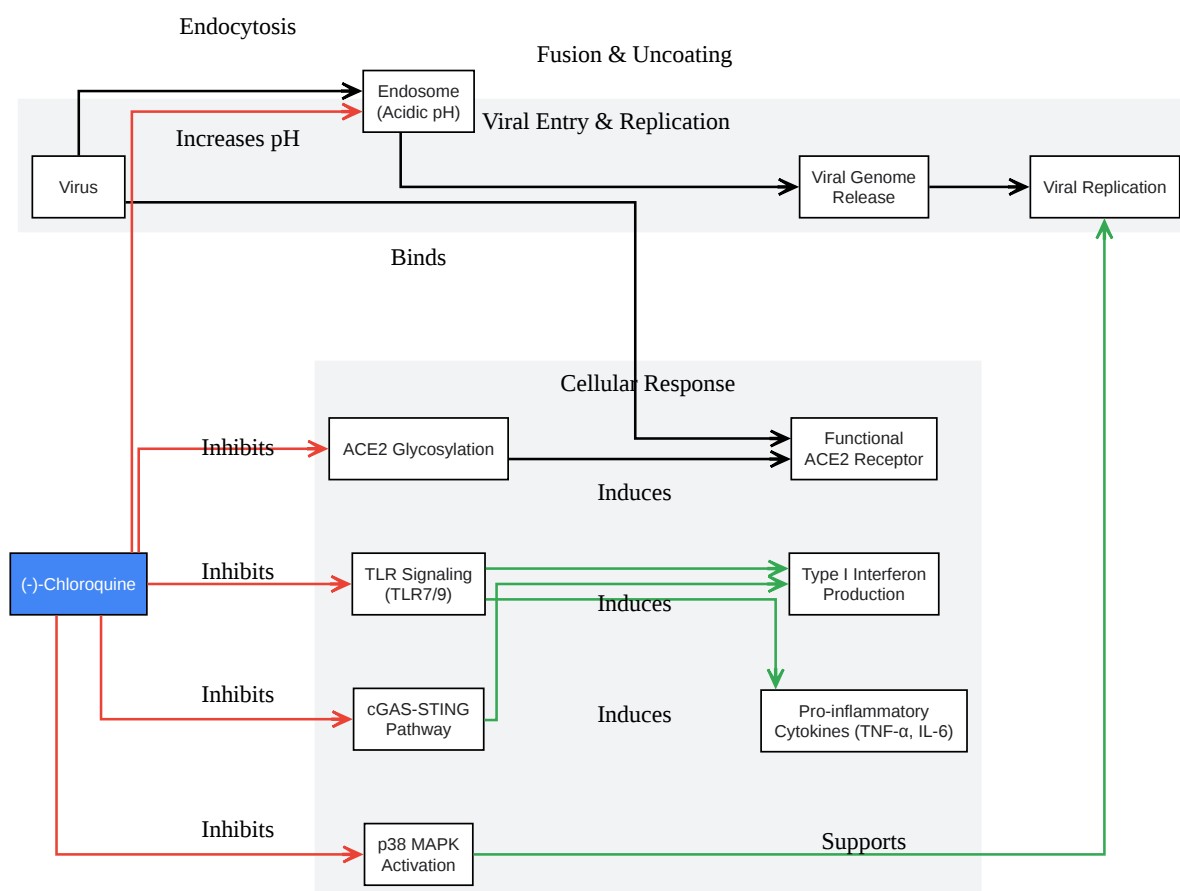 Endocytosis
Fusion & Uncoating
Endosome
(Acidic pH)
Viral Entry & Replication
Increases pH
Virus
Viral Genome
Release
Viral Replication
Binds
Cellular Response
Inhibits
ACE2 Glycosylation
Functional
ACE2 Receptor
Induces
(-)-Chloroquine
Inhibits
TLR Signaling
(TLR7/9)
Induces
Type I Interferon
Production
Inhibits
cGAS-STING
Pathway
Induces
Pro-inflammatory
Cytokines (TNF-α, IL-6)
Inhibits
p38 MAPK
Activation
Supports